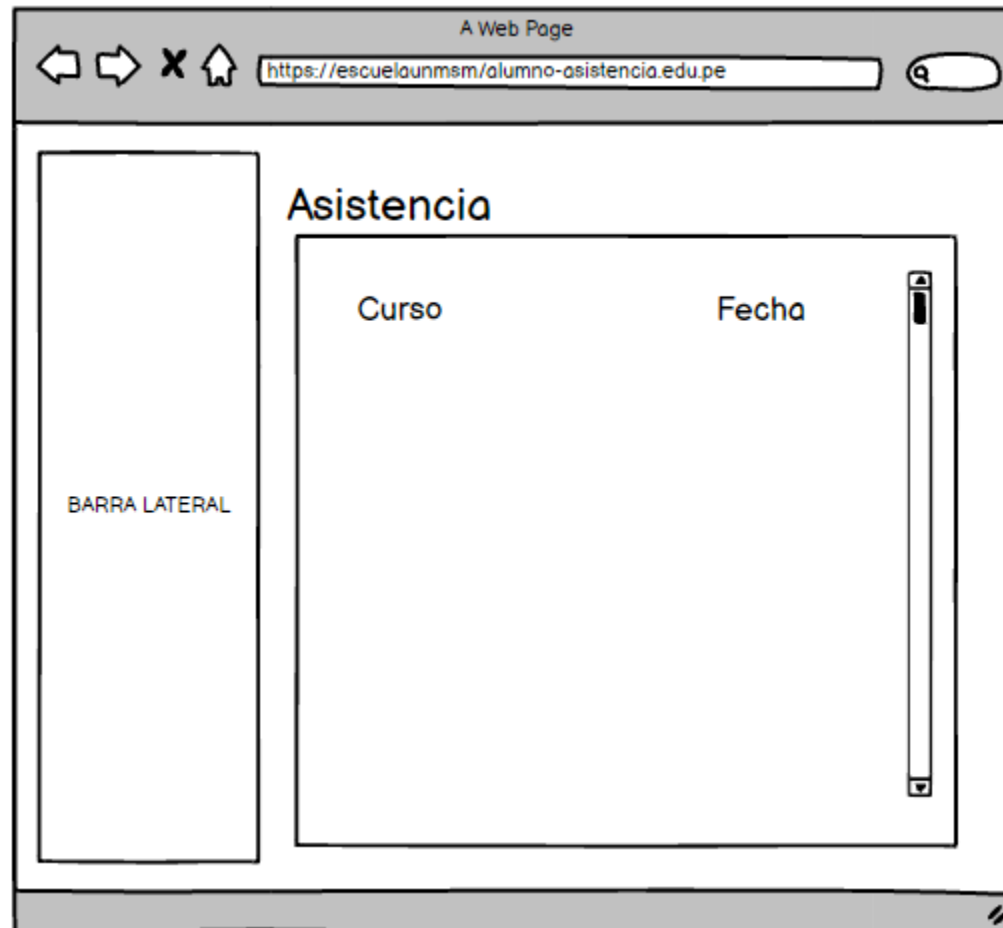 A Web Page
https://escuelaunmsm/alumno-asistencia.edu.pe
Asistencia
Curso Fecha
BARRA LATERAL